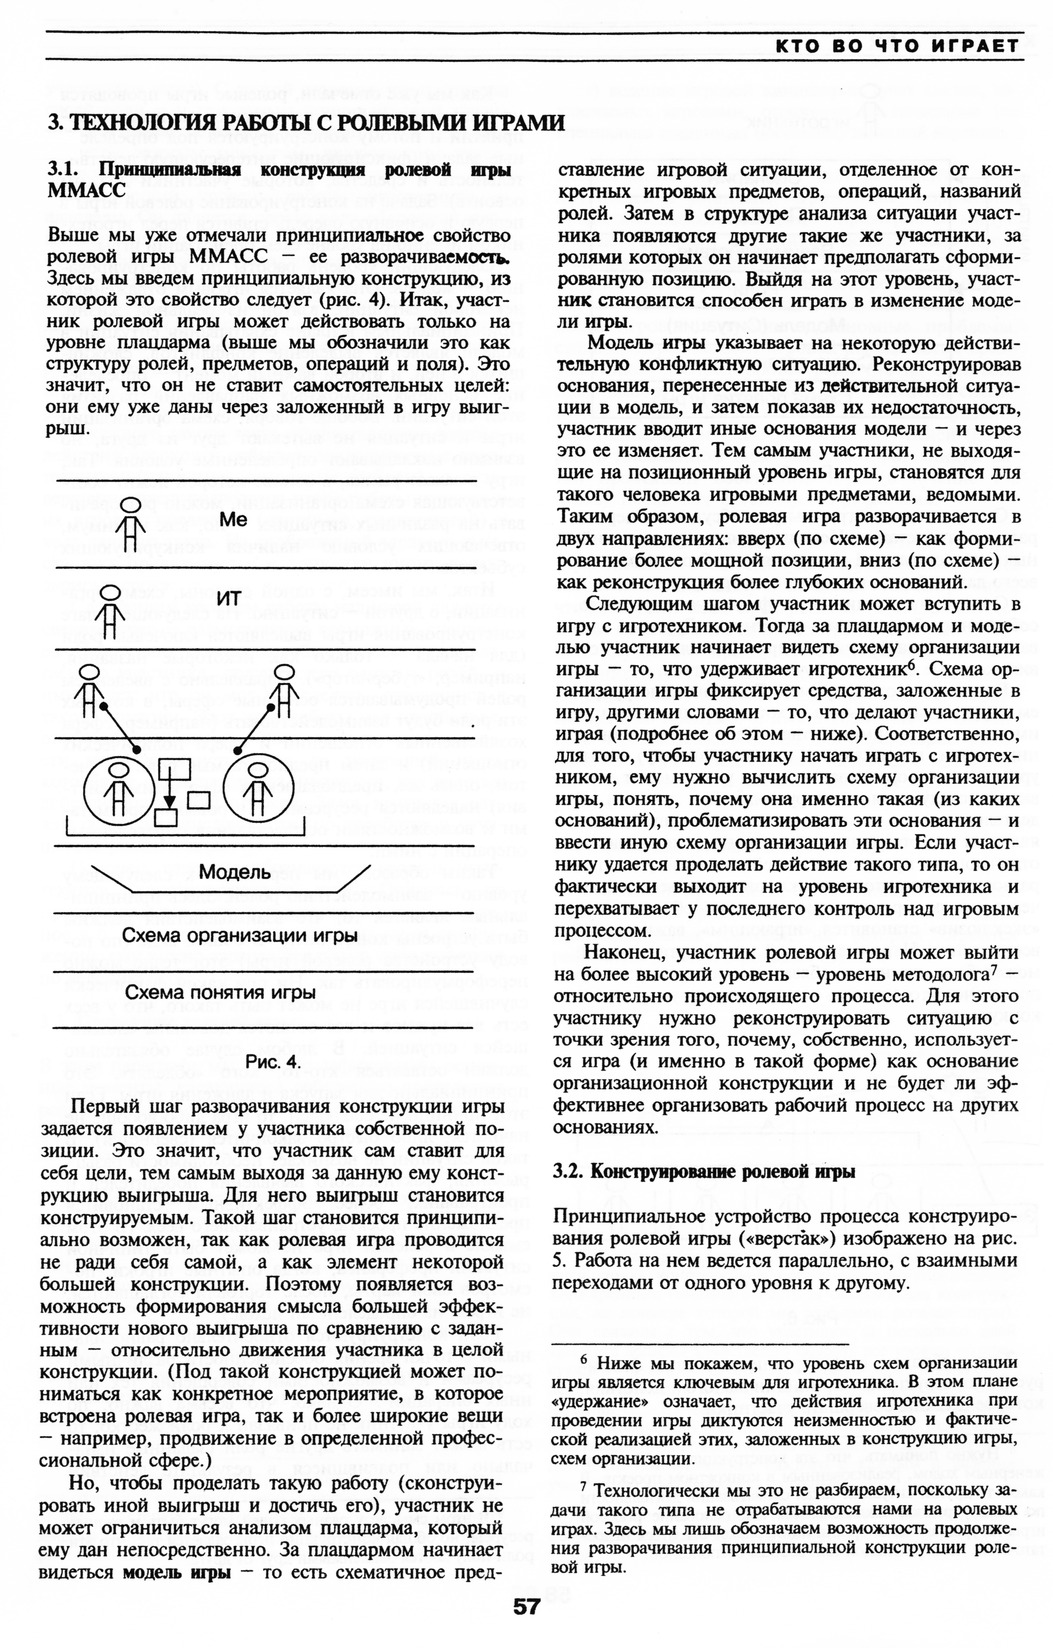 КТО ВО ЧТО ИГРАЕТ
3. ТЕХНОЛОГИЯ РАБОТЫ С РОЛЕВЫМИ ИГРАМИ
3.1. Принципиальная конструкция ролевой игры
ММАСС
Выше мы уже отмечали принципиальное свойство
ролевой игры ММАСС — ее разворачиваемость.
Здесь мы введем принципиальную конструкцию, из
которой это свойство следует (рис. 4). Итак, участ-
ник ролевой игры может действовать только на
уровне плацдарма (выше мы обозначили это как
структуру ролей, предметов, операций и поля). Это
значит, что он не ставит самостоятельных целей:
они ему уже даны через заложенный в игру выиг-
рыш.
Ме
ИТ
Модель
Схема организации игры
Схема понятия игры
Рис. 4.
Первый шаг разворачивания конструкции игры
задается появлением у участника собственной по-
зиции. Это значит, что участник сам ставит для
себя цели, тем самым выходя за данную ему конст-
рукцию выигрыша. Для него выигрыш становится
конструируемым. Такой шаг становится принципи-
ально возможен, так как ролевая игра проводится
не ради себя самой, а как элемент некоторой
большей конструкции. Поэтому появляется воз-
можность формирования смысла большей эффек-
тивности нового выигрыша по сравнению с задан-
ным — относительно движения участника в целой
конструкции. (Под такой конструкцией может по-
ниматься как конкретное мероприятие, в которое
встроена ролевая игра, так и более широкие вещи
— например, продвижение в определенной профес-
сиональной сфере.)
Но, чтобы проделать такую работу (сконструи-
ровать иной выигрыш и достичь его), участник не
может ограничиться анализом плацдарма, который
ему дан непосредственно. За плацдармом начинает
видеться модель игры — то есть схематичное пред-
ставление игровой ситуации, отделенное от кон-
кретных игровых предметов, операций, названий
ролей. Затем в структуре анализа ситуации участ-
ника появляются другие такие же участники, за
ролями которых он начинает предполагать сформи-
рованную позицию. Выйдя на этот уровень, участ-
ник становится способен играть в изменение моде-
ли игры.
Модель игры указывает на некоторую действи-
тельную конфликтную ситуацию. Реконструировав
основания, перенесенные из действительной ситуа-
ции в модель, и затем показав их недостаточность,
участник вводит иные основания модели — и через
это ее изменяет. Тем самым участники, не выходя-
щие на позиционный уровень игры, становятся для
такого человека игровыми предметами, ведомыми.
Таким образом, ролевая игра разворачивается в
двух направлениях: вверх (по схеме) — как форми-
рование более мощной позиции, вниз (по схеме) —
как реконструкция более глубоких оснований.
Следующим шагом участник может вступить в
игру с игротехником. Тогда за плацдармом и моде-
лью участник начинает видеть схему организации
игры — то, что удерживает игротехник⁶. Схема ор-
ганизации игры фиксирует средства, заложенные в
игру, другими словами — то, что делают участники,
играя (подробнее об этом — ниже). Соответственно,
для того, чтобы участнику начать играть с игротех-
ником, ему нужно вычислить схему организации
игры, понять, почему она именно такая (из каких
оснований), проблематизировать эти основания — и
ввести иную схему организации игры. Если участ-
нику удается проделать действие такого типа, то он
фактически выходит на уровень игротехника и
перехватывает у последнего контроль над игровым
процессом.
Наконец, участник ролевой игры может выйти
на более высокий уровень — уровень методолога⁷ —
относительно происходящего процесса. Для этого
участнику нужно реконструировать ситуацию с
точки зрения того, почему, собственно, использует-
ся игра (и именно в такой форме) как основание
организационной конструкции и не будет ли эф-
фективнее организовать рабочий процесс на других
основаниях.
3.2. Конструирование ролевой игры
Принципиальное устройство процесса конструиро-
вания ролевой игры («верстак») изображено на рис.
5. Работа на нем ведется параллельно, с взаимными
переходами от одного уровня к другому.
⁶ Ниже мы покажем, что уровень схем организации
игры является ключевым для игротехника. В этом плане
«удержание» означает, что действия игротехника при
проведении игры диктуются неизменностью и фактиче-
ской реализацией этих, заложенных в конструкцию игры,
схем организации.
⁷ Технологически мы это не разбираем, поскольку за-
дачи такого типа не отрабатываются нами на ролевых
играх. Здесь мы лишь обозначаем возможность продолже-
ния разворачивания принципиальной конструкции роле-
вой игры.
57